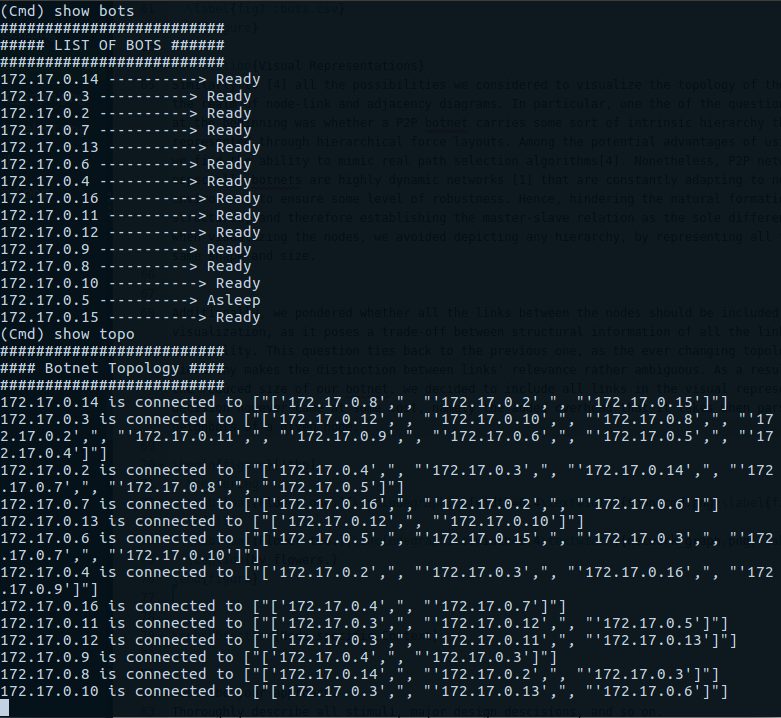 (Cmd) show bots
#########################
##### LIST OF BOTS ######
#########################
172.17.0.14 ----------> Ready
172.17.0.3 ----------> Ready
172.17.0.2 ----------> Ready
172.17.0.7 ----------> Ready
172.17.0.13 ----------> Ready
172.17.0.6 ----------> Ready
172.17.0.4 ----------> Ready
172.17.0.16 ----------> Ready
172.17.0.11 ----------> Ready
172.17.0.12 ----------> Ready
172.17.0.9 ----------> Ready
172.17.0.8 ----------> Ready
172.17.0.10 ----------> Ready
172.17.0.5 ----------> Asleep
172.17.0.15 ----------> Ready
(Cmd) show topo
#########################
#### Botnet Topology ####
#########################
172.17.0.14 is connected to ["['172.17.0.8',", "'172.17.0.2',", "'172.17.0.15']"]
172.17.0.3 is connected to ["['172.17.0.12',", "'172.17.0.10',", "'172.17.0.8',", "'17
2.17.0.2',", "'172.17.0.11',", "'172.17.0.9',", "'172.17.0.6',", "'172.17.0.5',", "'17
2.17.0.4']"]
172.17.0.2 is connected to ["['172.17.0.4',", "'172.17.0.3',", "'172.17.0.14',", "'172
.17.0.7',", "'172.17.0.8',", "'172.17.0.5']"]
172.17.0.7 is connected to ["['172.17.0.16',", "'172.17.0.2',", "'172.17.0.6']"]
172.17.0.13 is connected to ["['172.17.0.12',", "'172.17.0.10']"]
172.17.0.6 is connected to ["['172.17.0.5',", "'172.17.0.15',", "'172.17.0.3',", "'172
.17.0.7',", "'172.17.0.10']"]
172.17.0.4 is connected to ["['172.17.0.2',", "'172.17.0.3',", "'172.17.0.16',", "'172
.17.0.9']"]
172.17.0.16 is connected to ["['172.17.0.4',", "'172.17.0.7']"]
172.17.0.11 is connected to ["['172.17.0.3',", "'172.17.0.12',", "'172.17.0.5']"]
172.17.0.12 is connected to ["['172.17.0.3',", "'172.17.0.11',", "'172.17.0.13']"]
172.17.0.9 is connected to ["['172.17.0.4',", "'172.17.0.3']"]
172.17.0.8 is connected to ["['172.17.0.14',", "'172.17.0.2',", "'172.17.0.3']"]
172.17.0.10 is connected to ["['172.17.0.3',", "'172.17.0.13',", "'172.17.0.6']"]